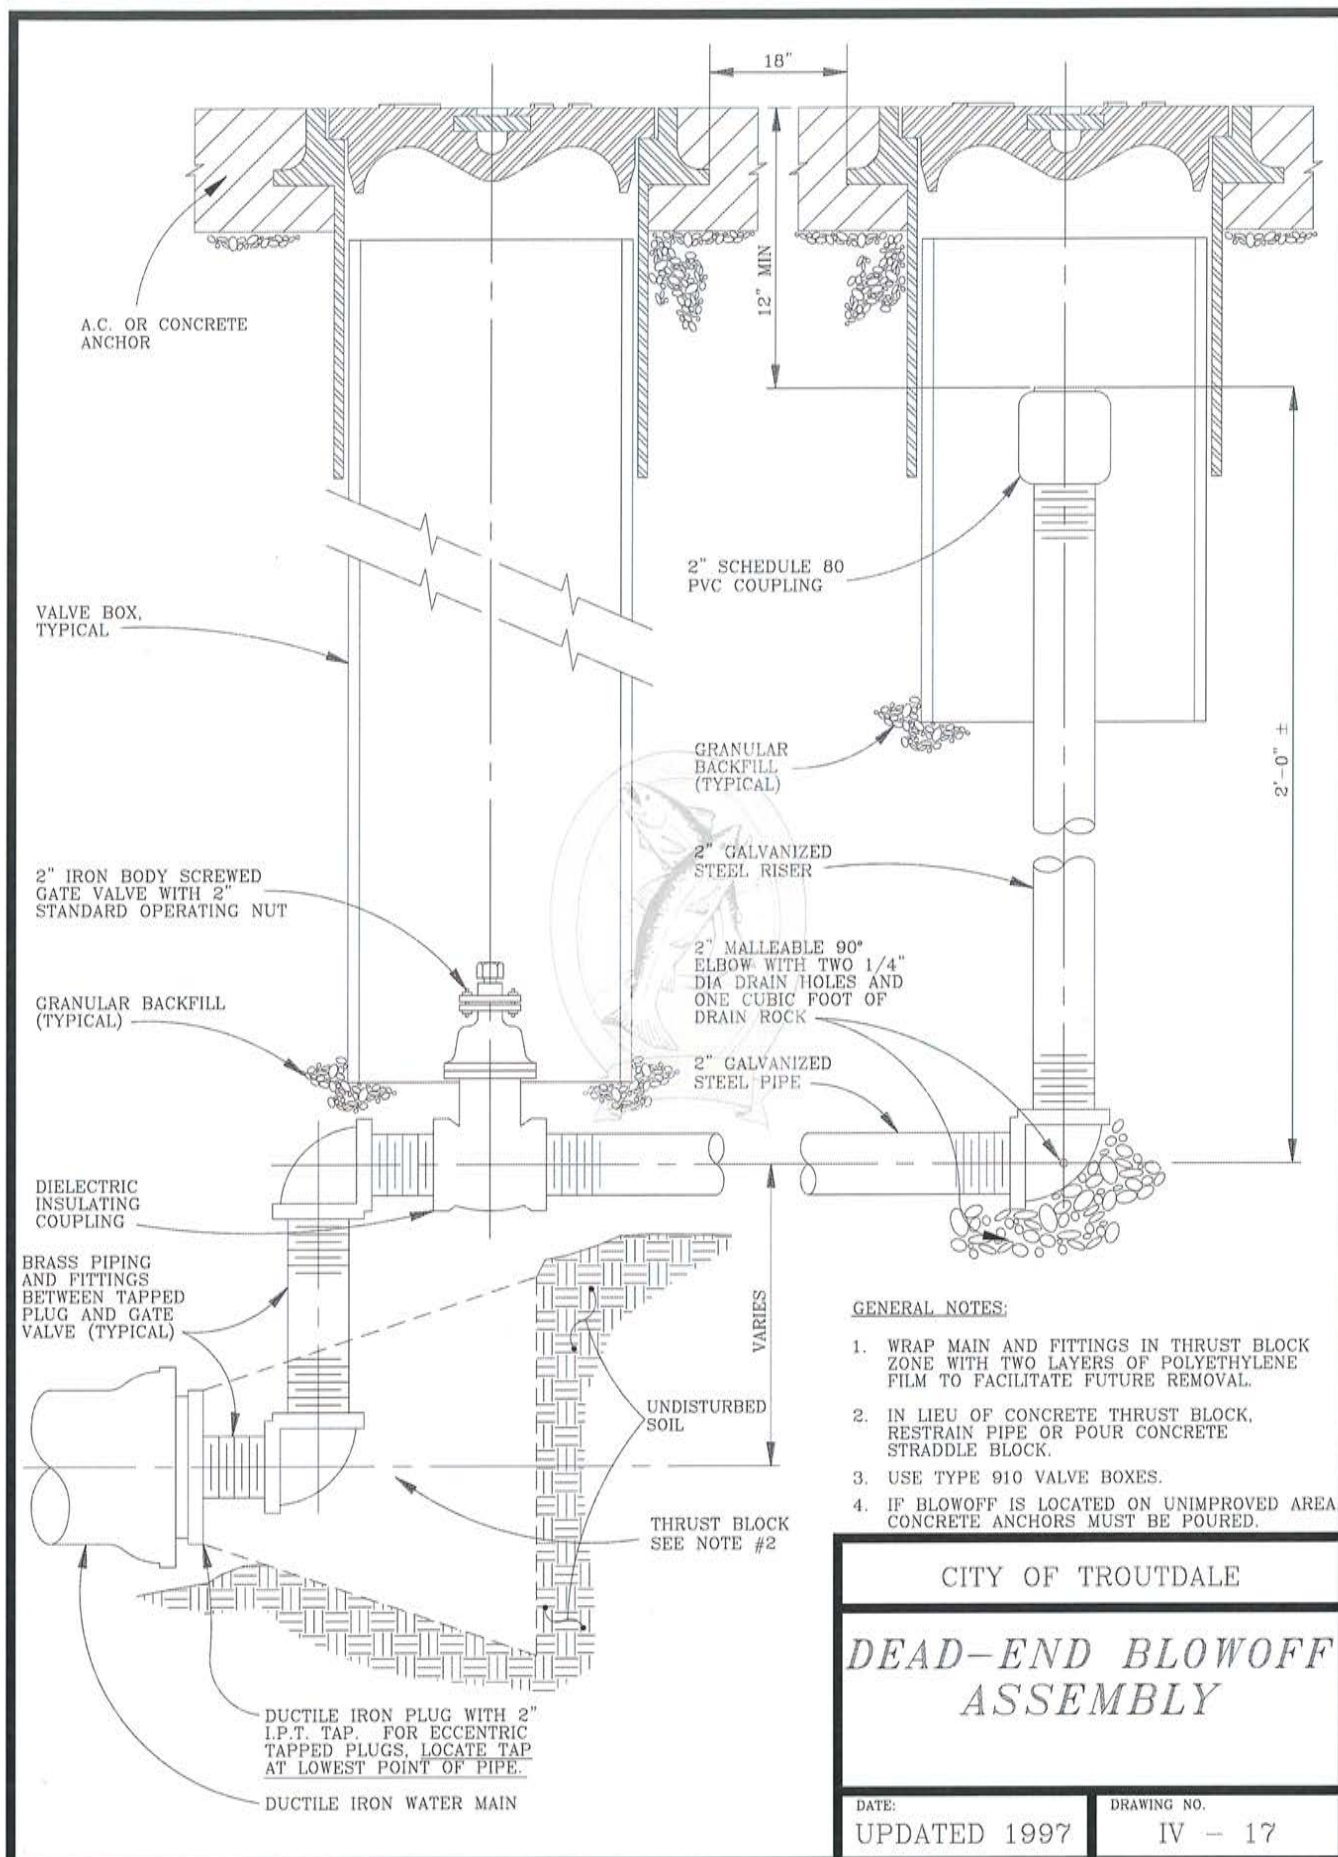 18"
12" MIN
A.C. OR CONCRETE
ANCHOR
2" SCHEDULE 80
PVC COUPLING
VALVE BOX,
TYPICAL
GRANULAR
BACKFILL
(TYPICAL)
2'-0" ±
2" GALVANIZED
STEEL RISER
2" IRON BODY SCREWED
GATE VALVE WITH 2"
STANDARD OPERATING NUT
2" MALLEABLE 90°
ELBOW WITH TWO 1/4"
DIA DRAIN HOLES AND
ONE CUBIC FOOT OF
DRAIN ROCK
GRANULAR BACKFILL
(TYPICAL)
2" GALVANIZED
STEEL PIPE
DIELECTRIC
INSULATING
COUPLING
BRASS PIPING
AND FITTINGS
BETWEEN TAPPED
PLUG AND GATE
VALVE (TYPICAL)
VARIES
UNDISTURBED
SOIL
THRUST BLOCK
SEE NOTE #2
DUCTILE IRON PLUG WITH 2"
I.P.T. TAP. FOR ECCENTRIC
TAPPED PLUGS, LOCATE TAP
AT LOWEST POINT OF PIPE.
DUCTILE IRON WATER MAIN
GENERAL NOTES:
1. WRAP MAIN AND FITTINGS IN THRUST BLOCK
ZONE WITH TWO LAYERS OF POLYETHYLENE
FILM TO FACILITATE FUTURE REMOVAL.
2. IN LIEU OF CONCRETE THRUST BLOCK,
RESTRAIN PIPE OR POUR CONCRETE
STRADDLE BLOCK.
3. USE TYPE 910 VALVE BOXES.
4. IF BLOWOFF IS LOCATED ON UNIMPROVED AREA
CONCRETE ANCHORS MUST BE POURED.
CITY OF TROUTDALE
DEAD-END BLOWOFF
ASSEMBLY
DATE:
UPDATED 1997
DRAWING NO.
IV - 17